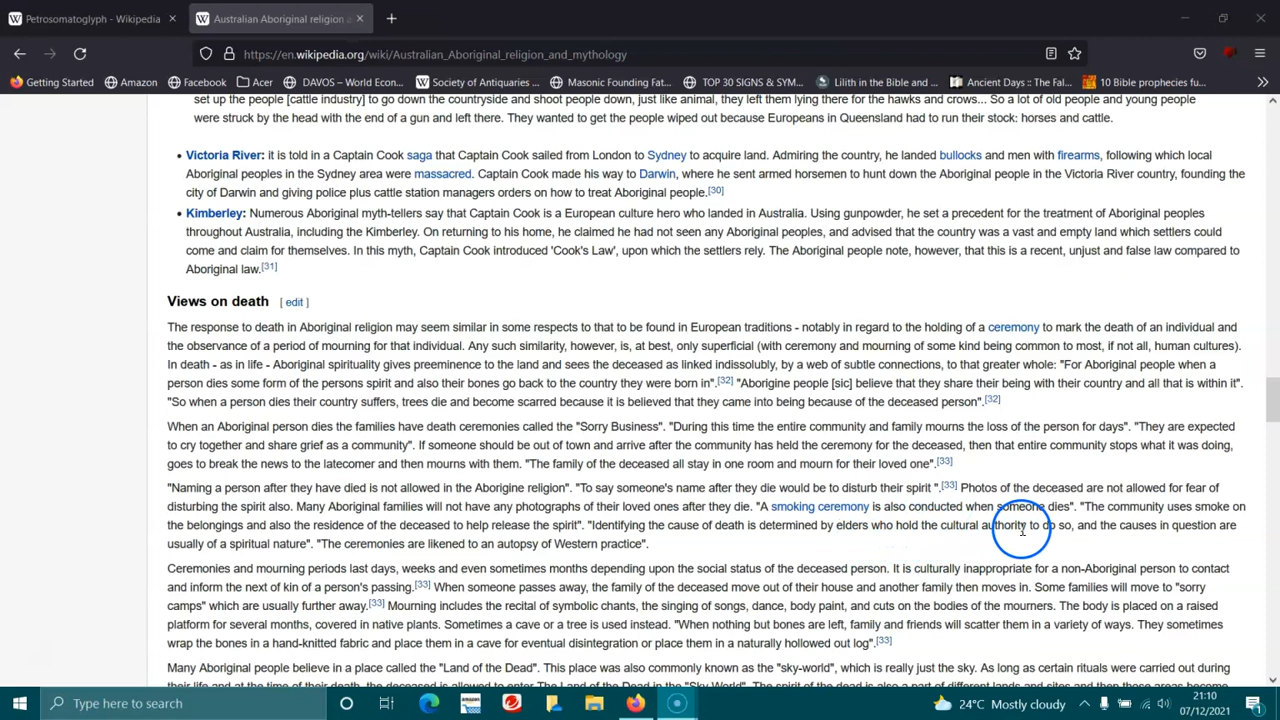 Petrosomatoglyph - Wikipedia
Australian Aboriginal religion a
https://en.wikipedia.org/wiki/Australian_Aboriginal_religion_and_mythology
Getting Started Amazon Facebook Acer DAVOS – World Econ... Society of Antiquaries ... Masonic Founding Fat... TOP 30 SIGNS & SYM... Lilith in the Bible and ... Ancient Days :: The Fal... 10 Bible prophecies fu...
set up the people [cattle industry] to go down the countryside and shoot people down, just like animal, they left them lying there for the hawks and crows... So a lot of old people and young people
were struck by the head with the end of a gun and left there. They wanted to get the people wiped out because Europeans in Queensland had to run their stock: horses and cattle.
• Victoria River: it is told in a Captain Cook saga that Captain Cook sailed from London to Sydney to acquire land. Admiring the country, he landed bullocks and men with firearms, following which local
Aboriginal peoples in the Sydney area were massacred. Captain Cook made his way to Darwin, where he sent armed horsemen to hunt down the Aboriginal people in the Victoria River country, founding the
city of Darwin and giving police plus cattle station managers orders on how to treat Aboriginal people.[30]
• Kimberley: Numerous Aboriginal myth-tellers say that Captain Cook is a European culture hero who landed in Australia. Using gunpowder, he set a precedent for the treatment of Aboriginal peoples
throughout Australia, including the Kimberley. On returning to his home, he claimed he had not seen any Aboriginal peoples, and advised that the country was a vast and empty land which settlers could
come and claim for themselves. In this myth, Captain Cook introduced 'Cook's Law', upon which the settlers rely. The Aboriginal people note, however, that this is a recent, unjust and false law compared to
Aboriginal law.[31]
Views on death [ edit ]
The response to death in Aboriginal religion may seem similar in some respects to that to be found in European traditions - notably in regard to the holding of a ceremony to mark the death of an individual and
the observance of a period of mourning for that individual. Any such similarity, however, is, at best, only superficial (with ceremony and mourning of some kind being common to most, if not all, human cultures).
In death - as in life - Aboriginal spirituality gives preeminence to the land and sees the deceased as linked indissolubly, by a web of subtle connections, to that greater whole: "For Aboriginal people when a
person dies some form of the persons spirit and also their bones go back to the country they were born in".[32] "Aborigine people [sic] believe that they share their being with their country and all that is within it".
"So when a person dies their country suffers, trees die and become scarred because it is believed that they came into being because of the deceased person".[32]
When an Aboriginal person dies the families have death ceremonies called the "Sorry Business". "During this time the entire community and family mourns the loss of the person for days". "They are expected
to cry together and share grief as a community". If someone should be out of town and arrive after the community has held the ceremony for the deceased, then that entire community stops what it was doing,
goes to break the news to the latecomer and then mourns with them. "The family of the deceased all stay in one room and mourn for their loved one".[33]
"Naming a person after they have died is not allowed in the Aborigine religion". "To say someone's name after they die would be to disturb their spirit ".[33] Photos of the deceased are not allowed for fear of
disturbing the spirit also. Many Aboriginal families will not have any photographs of their loved ones after they die. "A smoking ceremony is also conducted when someone dies". "The community uses smoke on
the belongings and also the residence of the deceased to help release the spirit". "Identifying the cause of death is determined by elders who hold the cultural authority to do so, and the causes in question are
usually of a spiritual nature". "The ceremonies are likened to an autopsy of Western practice".
Ceremonies and mourning periods last days, weeks and even sometimes months depending upon the social status of the deceased person. It is culturally inappropriate for a non-Aboriginal person to contact
and inform the next of kin of a person's passing.[33] When someone passes away, the family of the deceased move out of their house and another family then moves in. Some families will move to "sorry
camps" which are usually further away.[33] Mourning includes the recital of symbolic chants, the singing of songs, dance, body paint, and cuts on the bodies of the mourners. The body is placed on a raised
platform for several months, covered in native plants. Sometimes a cave or a tree is used instead. "When nothing but bones are left, family and friends will scatter them in a variety of ways. They sometimes
wrap the bones in a hand-knitted fabric and place them in a cave for eventual disintegration or place them in a naturally hollowed out log".[33]
Many Aboriginal people believe in a place called the "Land of the Dead". This place was also commonly known as the "sky-world", which is really just the sky. As long as certain rituals were carried out during
their life and at the time of their death, the deceased is allowed to enter The Land of the Dead in the "Sky World". The spirit of the dead is also a part of different lands and sites and then those areas become
Type here to search
24°C Mostly cloudy
21:10
07/12/2021